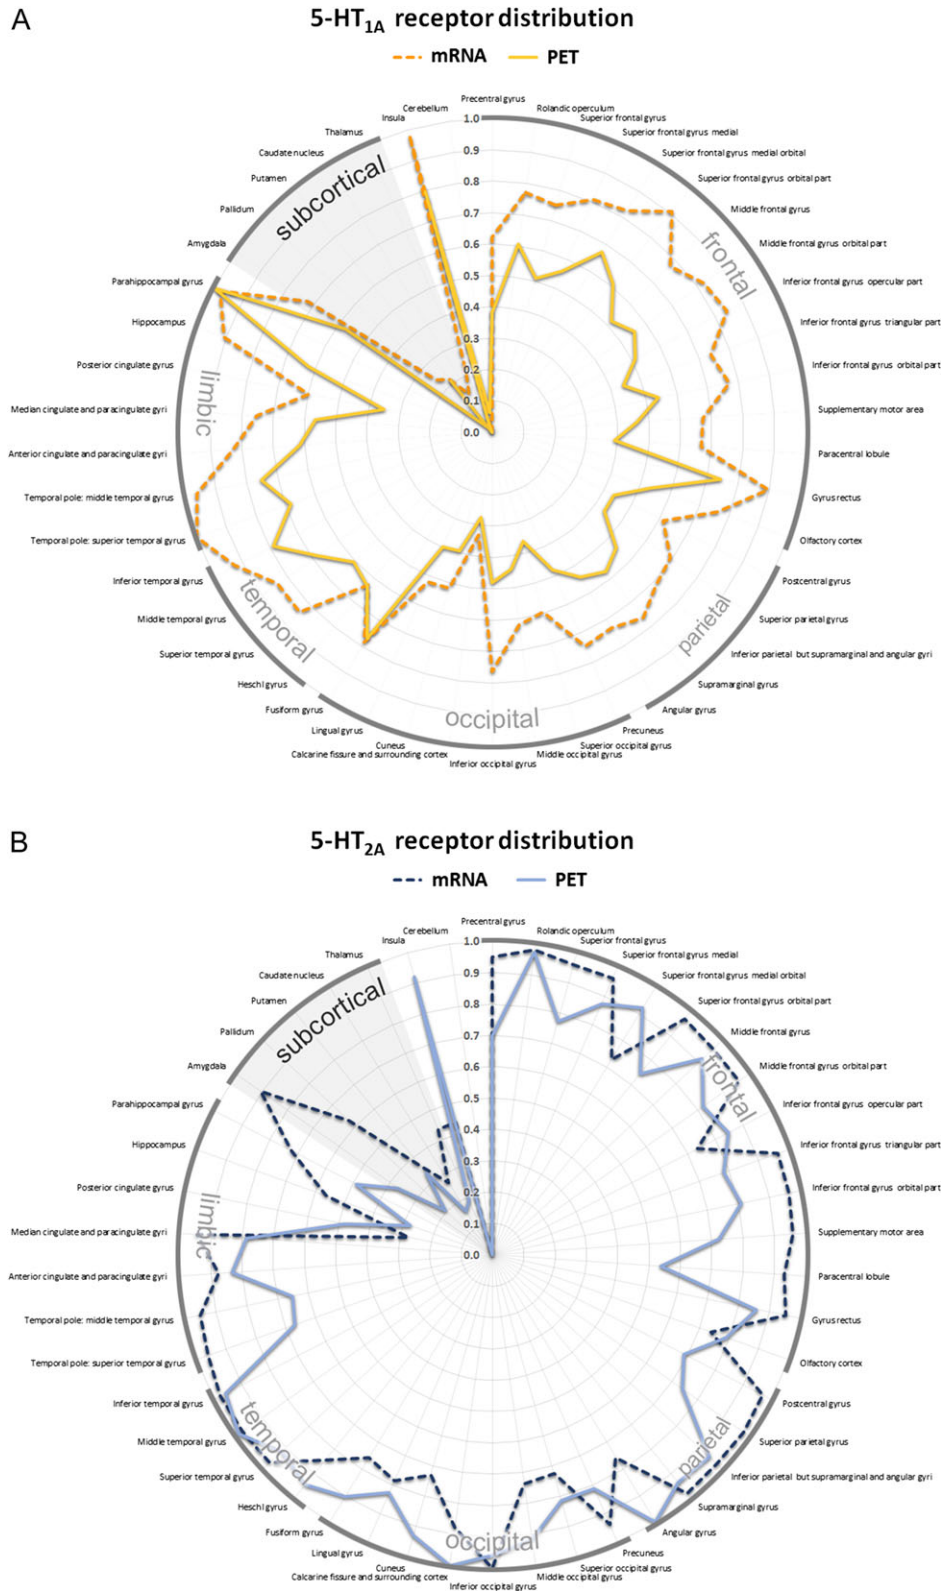 A
5-HT1A receptor distribution
mRNA PET
Precentral gyrus
Rolandic operculum
Superior frontal gyrus
Superior frontal gyrus medial
Superior frontal gyrus medial orbital
Superior frontal gyrus orbital part
Middle frontal gyrus
Middle frontal gyrus orbital part
Inferior frontal gyrus opercular part
Inferior frontal gyrus triangular part
Inferior frontal gyrus orbital part
Supplementary motor area
Paracentral lobule
Gyrus rectus
Olfactory cortex
Postcentral gyrus
Superior parietal gyrus
Inferior parietal but supramarginal and angular gyri
Supramarginal gyrus
Angular gyrus
Precuneus
Superior occipital gyrus
Middle occipital gyrus
Inferior occipital gyrus
Calcarine fissure and surrounding cortex
Cuneus
Lingual gyrus
Fusiform gyrus
Heschl gyrus
Superior temporal gyrus
Middle temporal gyrus
Inferior temporal gyrus
Temporal pole: superior temporal gyrus
Temporal pole: middle temporal gyrus
Anterior cingulate and paracingulate gyri
Median cingulate and paracingulate gyri
Posterior cingulate gyrus
Hippocampus
Parahippocampal gyrus
Amygdala
Pallidum
Putamen
Caudate nucleus
Thalamus
Insula
Cerebellum
1.0
0.9
0.8
0.7
0.6
0.5
0.4
0.3
0.2
0.1
0.0
subcortical
frontal
parietal
occipital
temporal
limbic
B
5-HT2A receptor distribution
mRNA PET
Precentral gyrus
Rolandic operculum
Superior frontal gyrus
Superior frontal gyrus medial
Superior frontal gyrus medial orbital
Superior frontal gyrus orbital part
Middle frontal gyrus
Middle frontal gyrus orbital part
Inferior frontal gyrus opercular part
Inferior frontal gyrus triangular part
Inferior frontal gyrus orbital part
Supplementary motor area
Paracentral lobule
Gyrus rectus
Olfactory cortex
Postcentral gyrus
Superior parietal gyrus
Inferior parietal but supramarginal and angular gyri
Supramarginal gyrus
Angular gyrus
Precuneus
Superior occipital gyrus
Middle occipital gyrus
Inferior occipital gyrus
Calcarine fissure and surrounding cortex
Cuneus
Lingual gyrus
Fusiform gyrus
Heschl gyrus
Superior temporal gyrus
Middle temporal gyrus
Inferior temporal gyrus
Temporal pole: superior temporal gyrus
Temporal pole: middle temporal gyrus
Anterior cingulate and paracingulate gyri
Median cingulate and paracingulate gyri
Posterior cingulate gyrus
Hippocampus
Parahippocampal gyrus
Amygdala
Pallidum
Putamen
Caudate nucleus
Thalamus
Insula
Cerebellum
1.0
0.9
0.8
0.7
0.6
0.5
0.4
0.3
0.2
0.1
0.0
subcortical
frontal
parietal
occipital
temporal
limbic